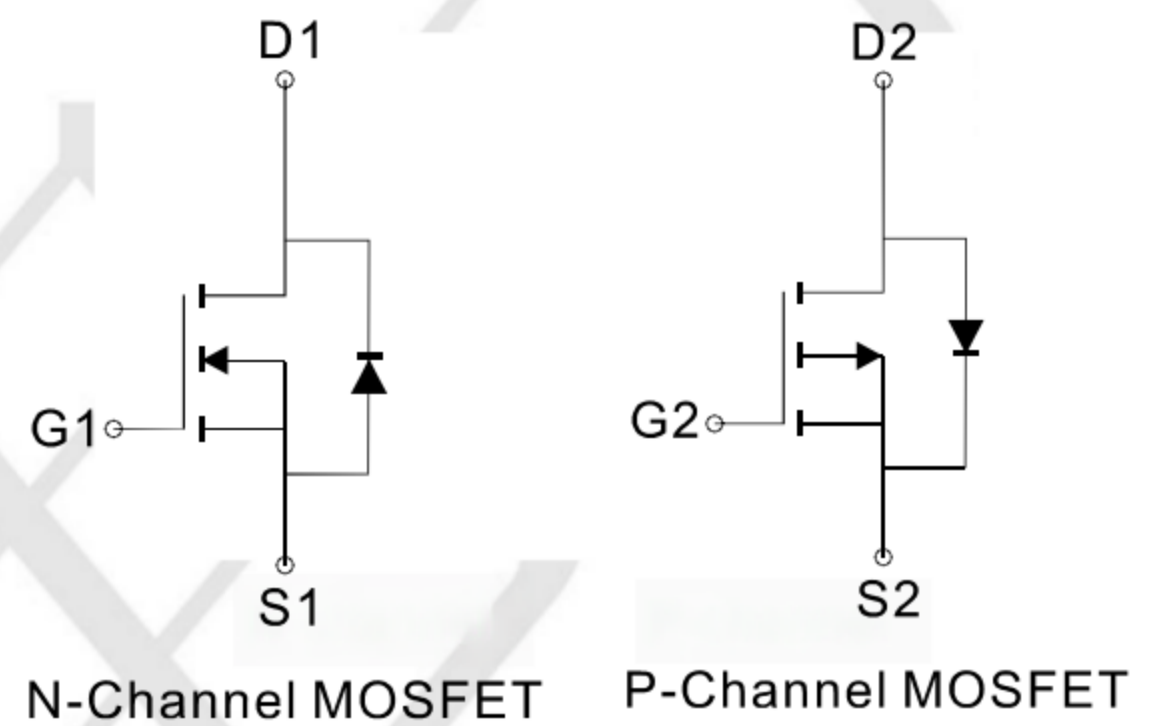 D1
D2
G1
G2
S1
S2
N-Channel MOSFET
P-Channel MOSFET